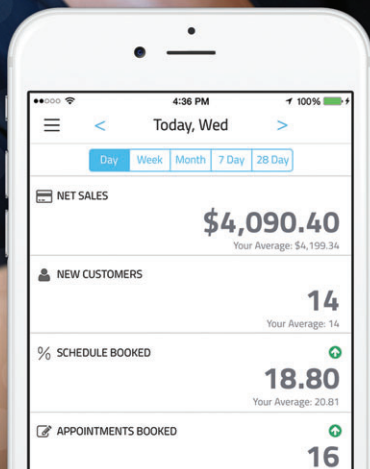 4:36 PM
100%
Today, Wed
Day Week Month 7 Day 28 Day
NET SALES
$4,090.40
Your Average: $4,199.34
NEW CUSTOMERS
14
Your Average: 14
% SCHEDULE BOOKED
18.80
Your Average: 20.81
APPOINTMENTS BOOKED
16